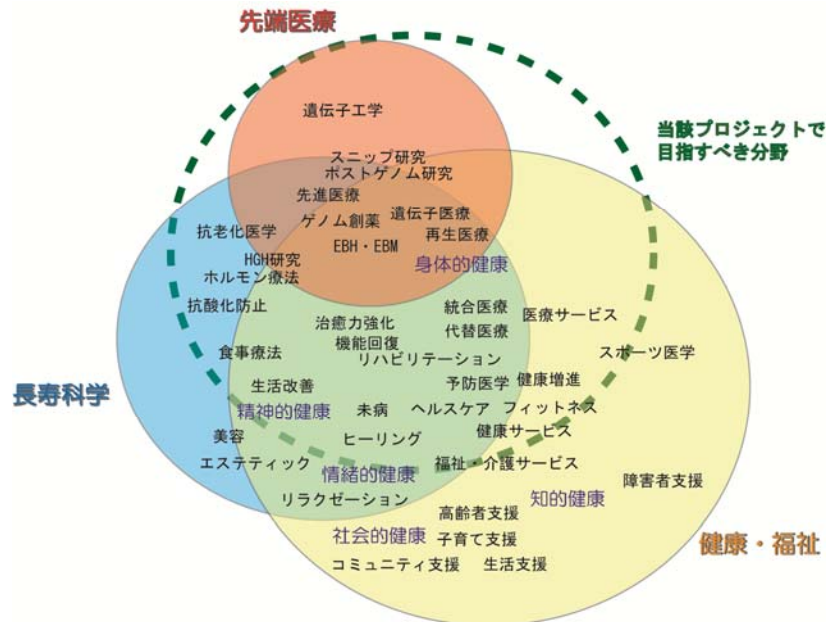 先端医療
当該プロジェクトで
目指すべき分野
遺伝子工学
スニップ研究
ポストゲノム研究
先進医療
ゲノム創薬
遺伝子医療
再生医療
EBH・EBM
抗老化医学
HGH研究
ホルモン療法
身体的健康
抗酸化防止
治癒力強化
機能回復
リハビリテーション
統合医療
代替医療
医療サービス
食事療法
スポーツ医学
生活改善
予防医学
健康増進
長寿科学
精神的健康
未病
ヘルスケア
フィットネス
美容
ヒーリング
健康サービス
エステティック
情緒的健康
福祉・介護サービス
障害者支援
リラクゼーション
知的健康
高齢者支援
社会的健康
子育て支援
健康・福祉
コミュニティ支援
生活支援